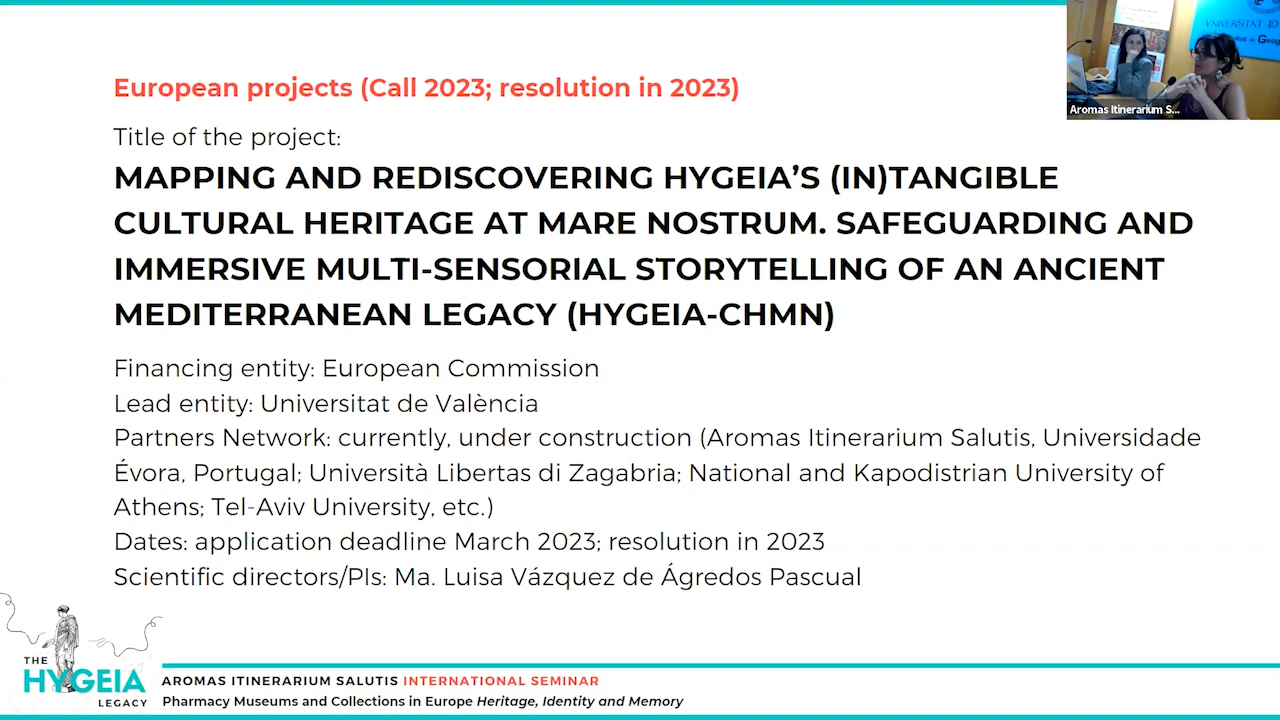 European projects (Call 2023; resolution in 2023)
Title of the project:
MAPPING AND REDISCOVERING HYGEIA’S (IN)TANGIBLE
CULTURAL HERITAGE AT MARE NOSTRUM. SAFEGUARDING AND
IMMERSIVE MULTI-SENSORIAL STORYTELLING OF AN ANCIENT
MEDITERRANEAN LEGACY (HYGEIA-CHMN)
Financing entity: European Commission
Lead entity: Universitat de València
Partners Network: currently, under construction (Aromas Itinerarium Salutis, Universidade
Évora, Portugal; Università Libertas di Zagabria; National and Kapodistrian University of
Athens; Tel-Aviv University, etc.)
Dates: application deadline March 2023; resolution in 2023
Scientific directors/PIs: Ma. Luisa Vázquez de Ágredos Pascual
THE
HYGEIA
LEGACY
AROMAS ITINERARIUM SALUTIS INTERNATIONAL SEMINAR
Pharmacy Museums and Collections in Europe Heritage, Identity and Memory
VNIVERSITAT
Aromas Itinerarium S...